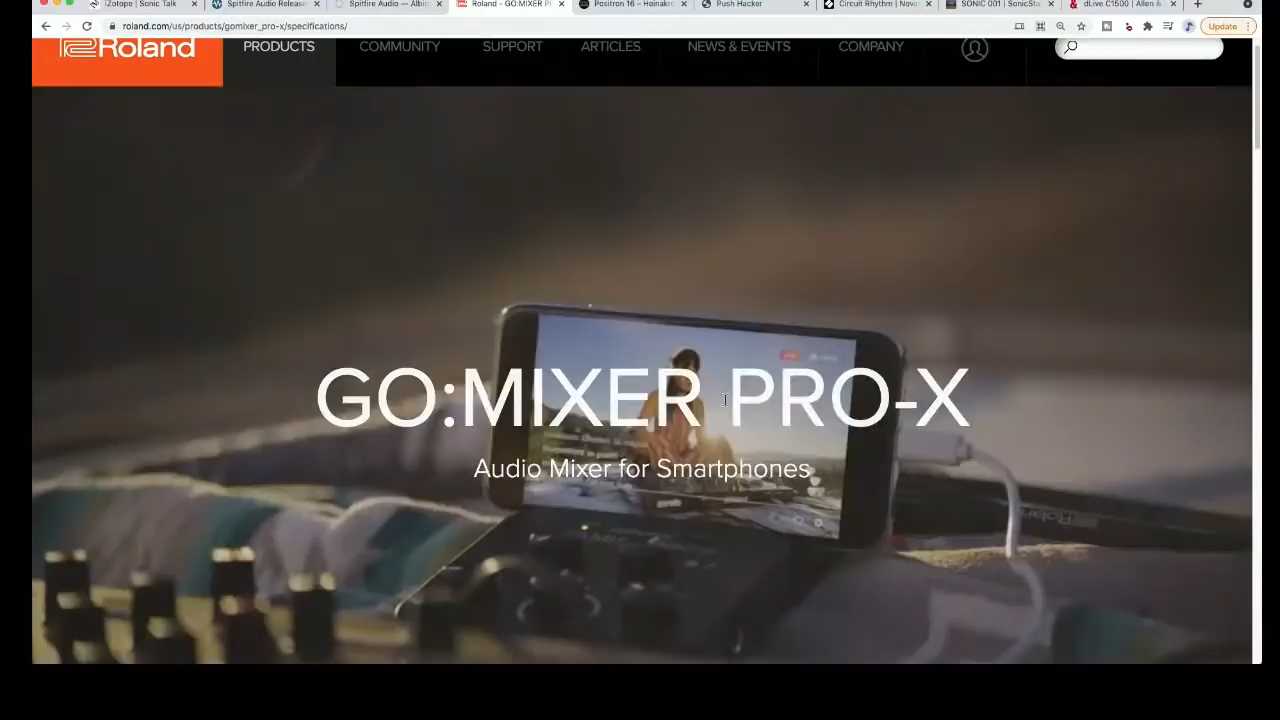 iZotope | Sonic Talk
Spitfire Audio Release
Spitfire Audio — Albio
Roland - GO:MIXER P
Positron 16 – Heinakro
Push Hacker
Circuit Rhythm | Nova
SONIC 001 | SonicSta
dLive C1500 | Allen &
roland.com/us/products/gomixer_pro-x/specifications/
Update
Roland
PRODUCTS
COMMUNITY
SUPPORT
ARTICLES
NEWS & EVENTS
COMPANY
GO:MIXER PRO-X
Audio Mixer for Smartphones